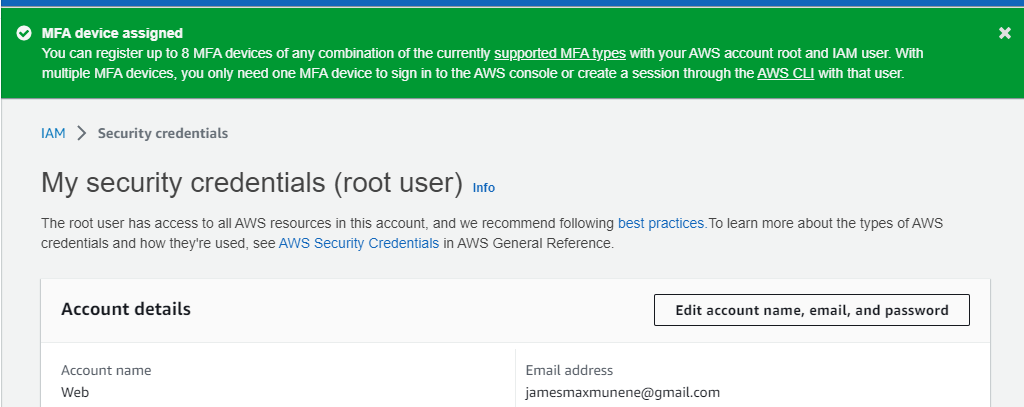 MFA device assigned
You can register up to 8 MFA devices of any combination of the currently supported MFA types with your AWS account root and IAM user. With
multiple MFA devices, you only need one MFA device to sign in to the AWS console or create a session through the AWS CLI with that user.
IAM > Security credentials
My security credentials (root user) Info
The root user has access to all AWS resources in this account, and we recommend following best practices.To learn more about the types of AWS
credentials and how they're used, see AWS Security Credentials in AWS General Reference.
Account details
Edit account name, email, and password
Account name
Web
Email address
jamesmaxmunene@gmail.com